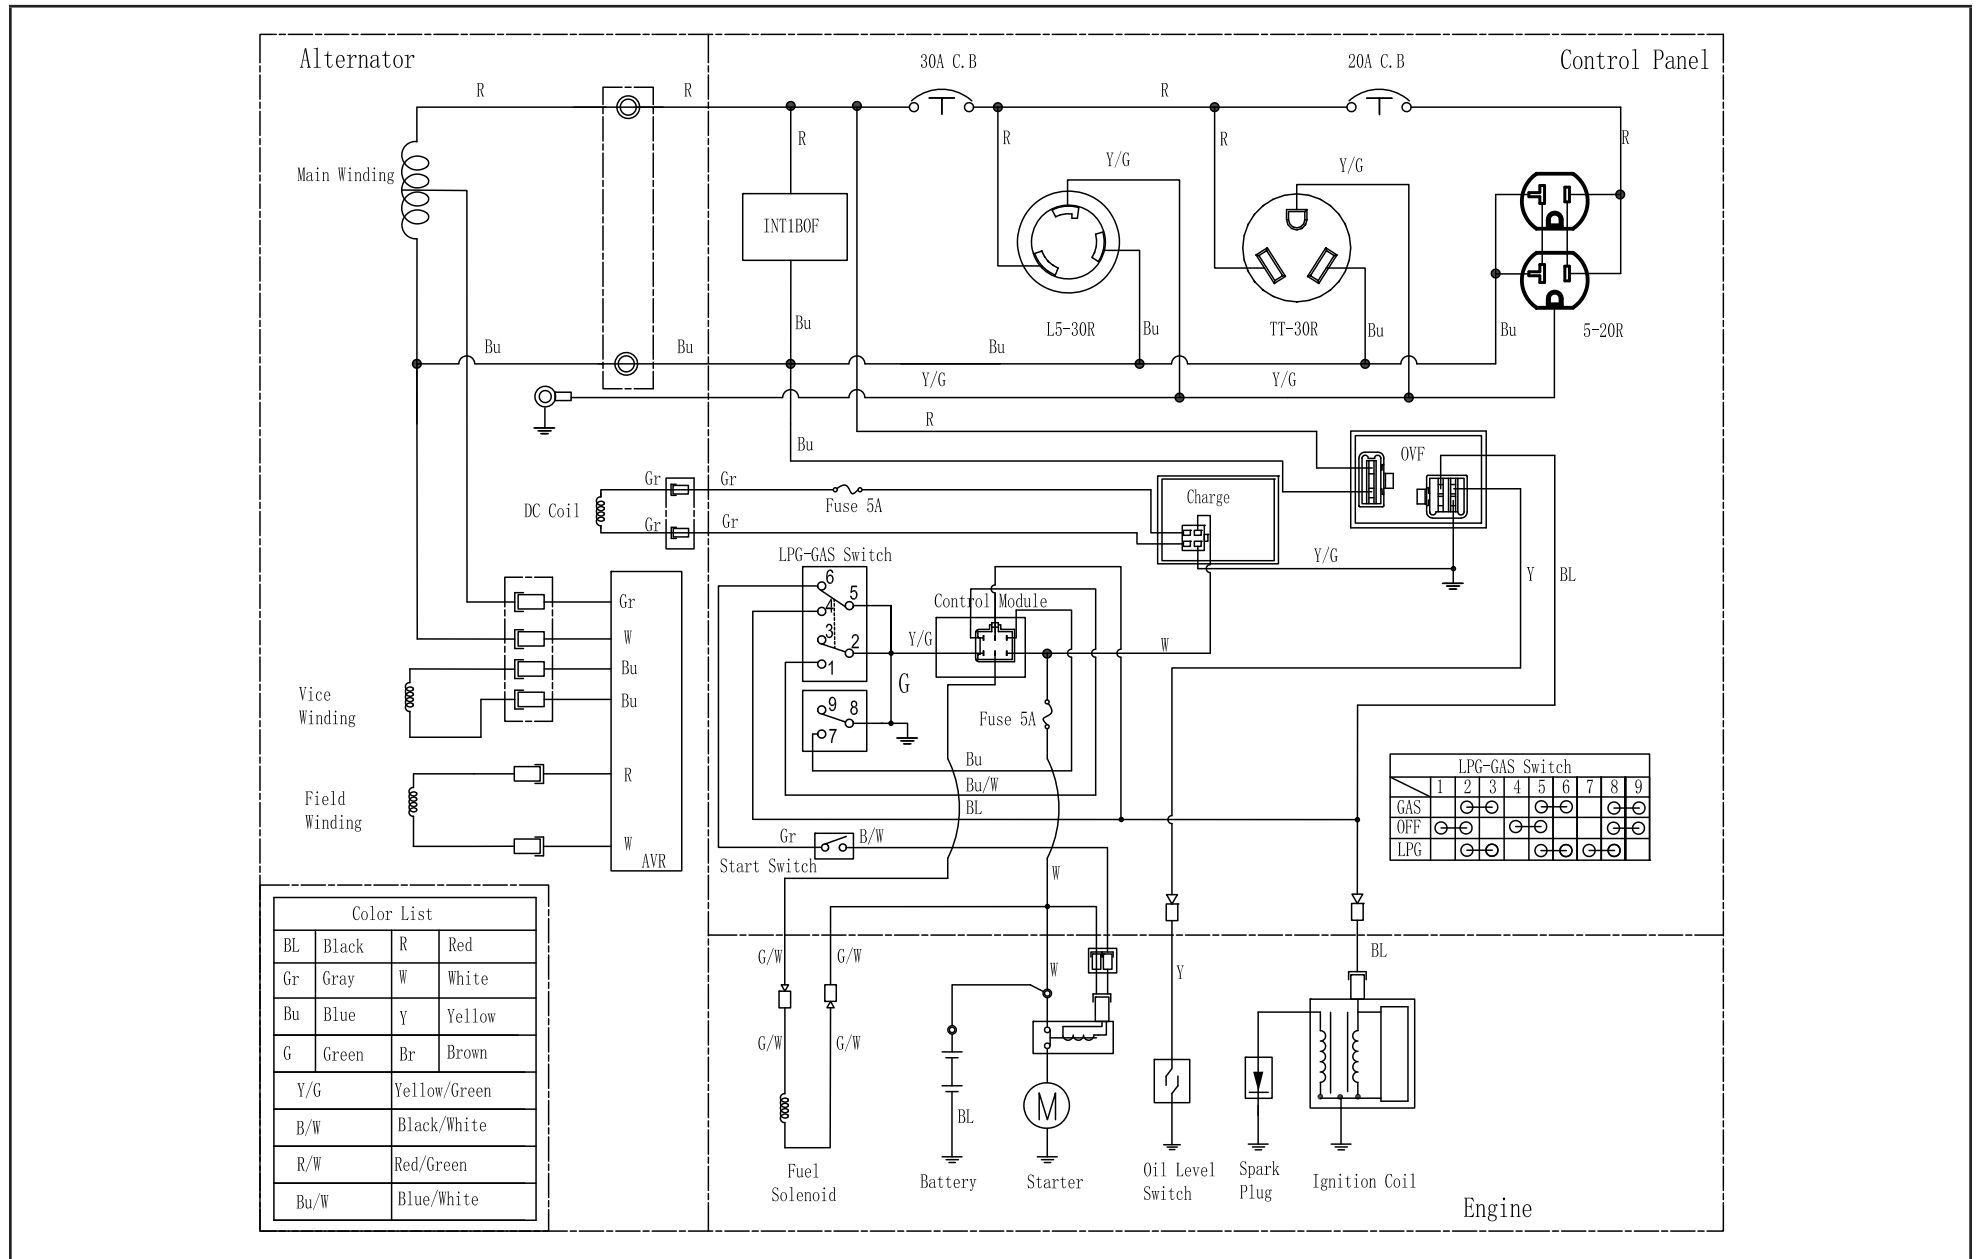 Alternator
30A C.B
20A C.B
Control Panel
R
R
R
R
R
R
R
Y/G
Y/G
Main Winding
INT1BOF
L5-30R
TT-30R
5-20R
Bu
Bu
Bu
Bu
Bu
Bu
Bu
Y/G
Y/G
R
Bu
OVF
Gr
Gr
DC Coil
Fuse 5A
Charge
Gr
Gr
LPG-GAS Switch
Y/G
Y
BL
6
5
4
3
2
1
Control Module
Y/G
W
G
9
8
7
Fuse 5A
Gr
W
Bu
Bu
Vice
Winding
R
Field
Winding
W
AVR
Bu
Bu/W
BL
Gr
B/W
Start Switch
W
LPG-GAS Switch
1 2 3 4 5 6 7 8 9
GAS
OFF
LPG
Color List
BL Black R Red
Gr Gray W White
Bu Blue Y Yellow
G Green Br Brown
Y/G Yellow/Green
B/W Black/White
R/W Red/Green
Bu/W Blue/White
G/W
G/W
W
Y
BL
G/W
G/W
M
BL
Fuel
Solenoid
Battery
Starter
Oil Level
Switch
Spark
Plug
Ignition Coil
Engine